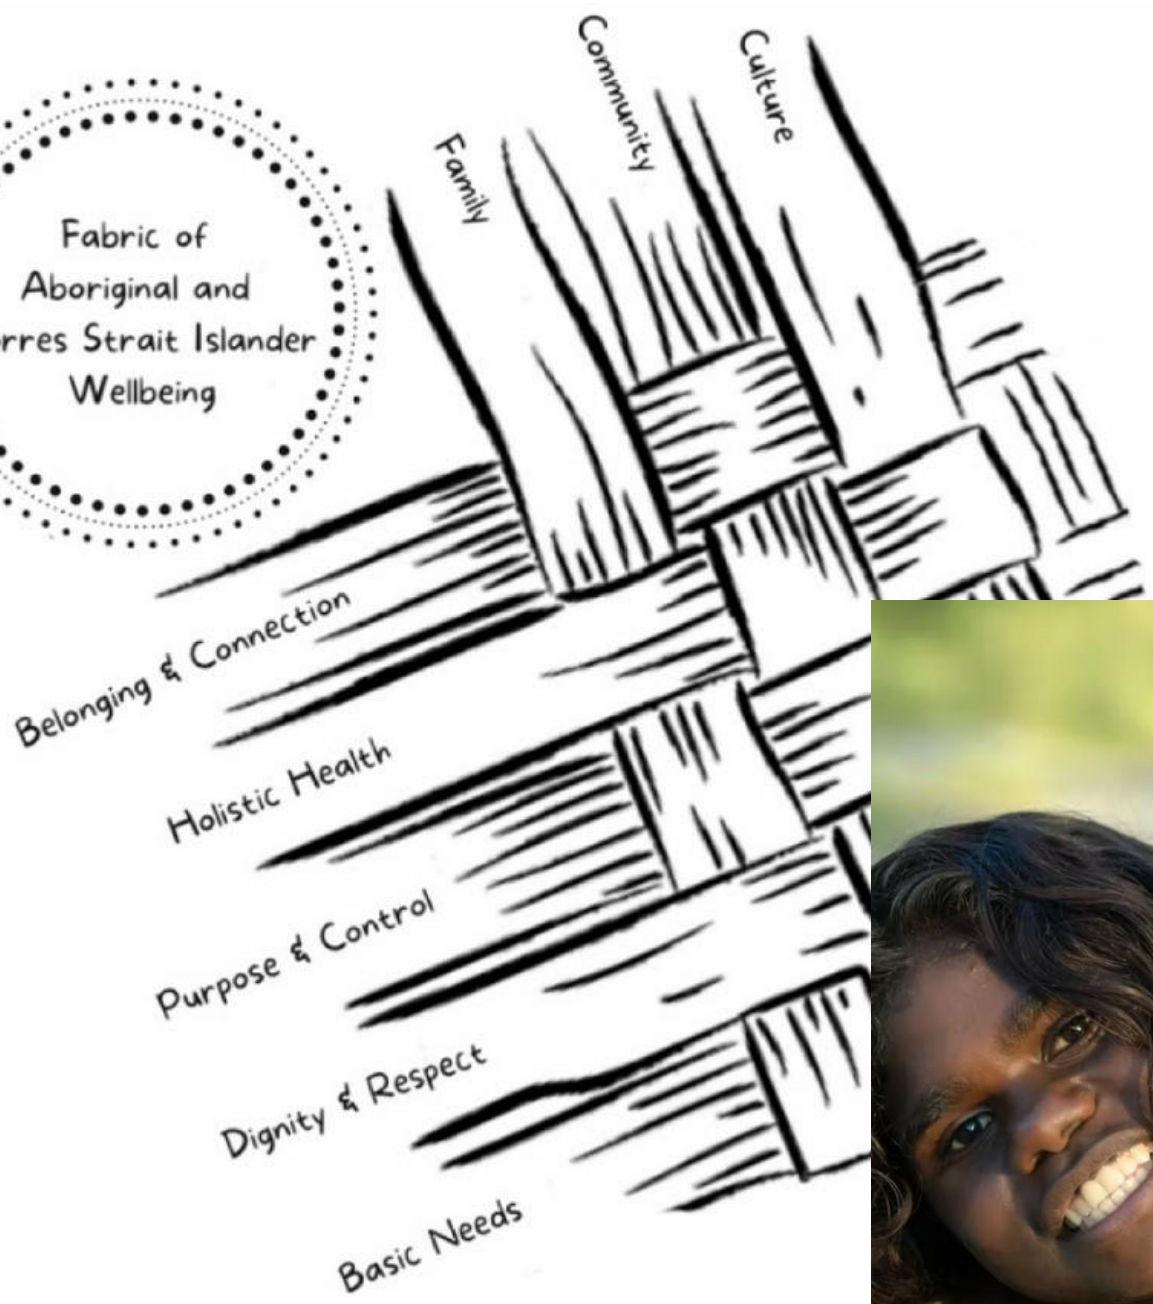 Fabric of
Aboriginal and
rres Strait Islander
Wellbeing
Family
Community
Culture
Belonging & Connection
Holistic Health
Purpose & Control
Dignity & Respect
Basic Needs